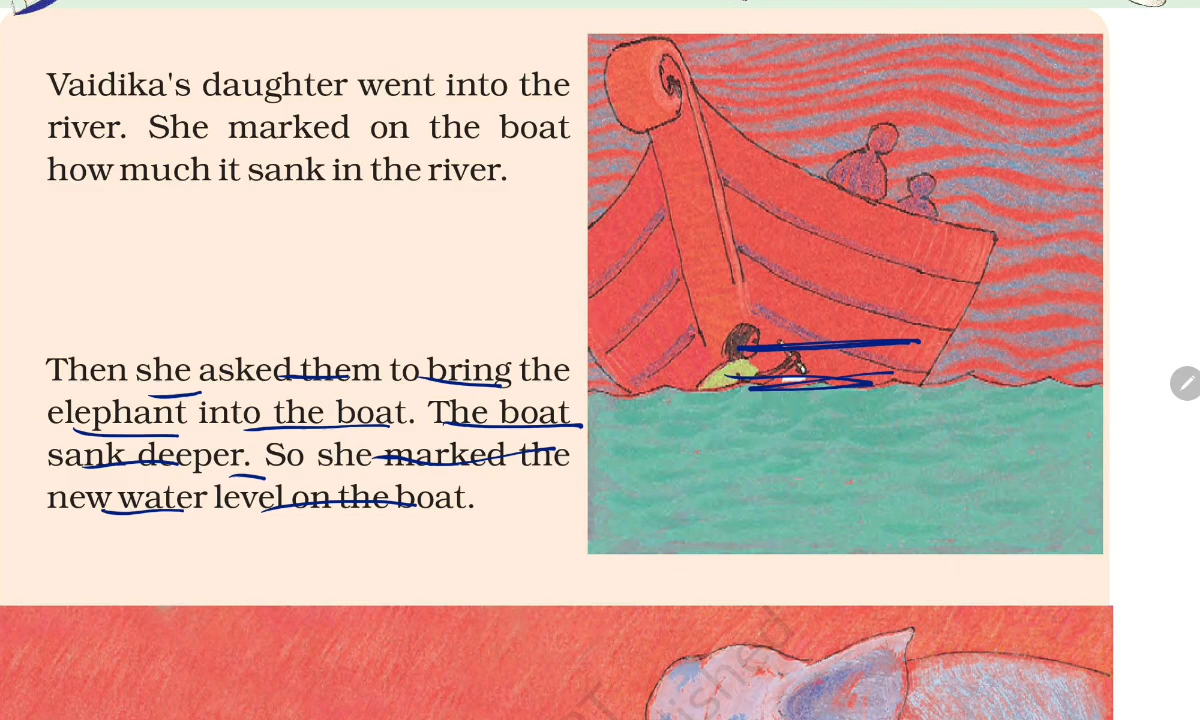 Vaidika's daughter went into the
river. She marked on the boat
how much it sank in the river.
Then she asked them to bring the
elephant into the boat. The boat
sank deeper. So she marked the
new water level on the boat.